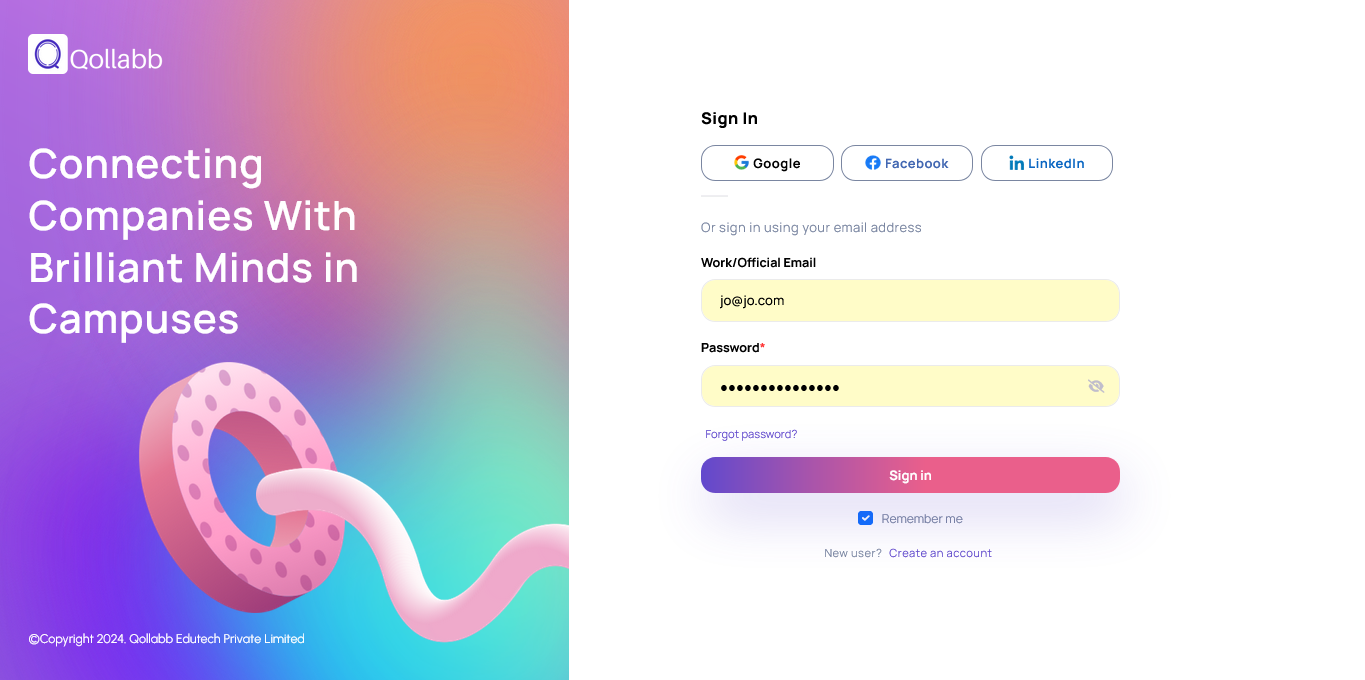 Qollabb
Connecting
Companies With
Brilliant Minds in
Campuses
©Copyright 2024. Qollabb Edutech Private Limited
Sign In
Google
Facebook
LinkedIn
Or sign in using your email address
Work/Official Email
jo@jo.com
Password*
•••••••••••••••
Forgot password?
Sign in
Remember me
New user? Create an account